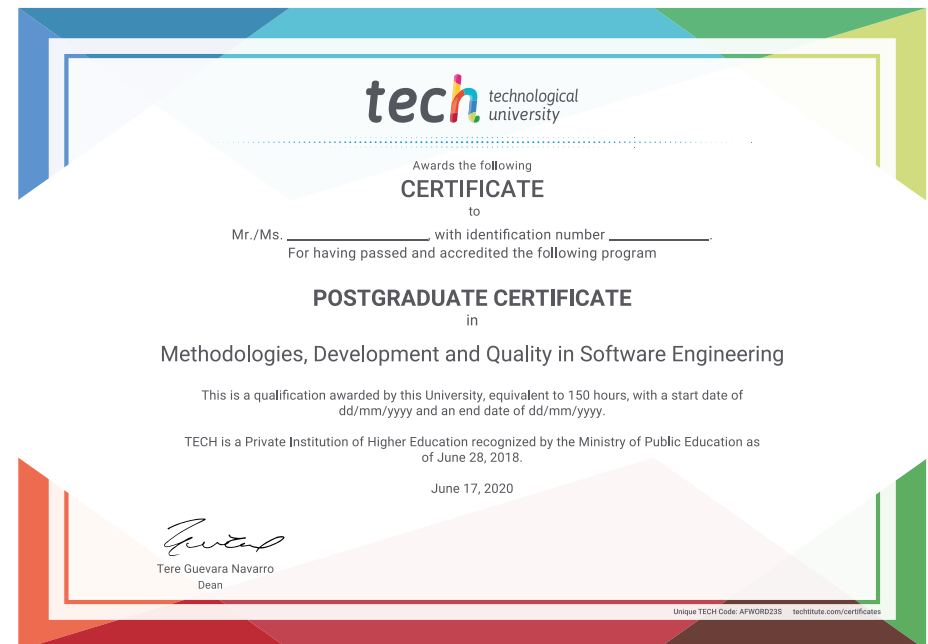 tech technological
university
Awards the following
CERTIFICATE
to
Mr./Ms. ____________________, with identification number ______________.
For having passed and accredited the following program
POSTGRADUATE CERTIFICATE
in
Methodologies, Development and Quality in Software Engineering
This is a qualification awarded by this University, equivalent to 150 hours, with a start date of
dd/mm/yyyy and an end date of dd/mm/yyyy.
TECH is a Private Institution of Higher Education recognized by the Ministry of Public Education as
of June 28, 2018.
June 17, 2020
Tere Guevara Navarro
Dean
Unique TECH Code: AFWORD23S techtitute.com/certificates